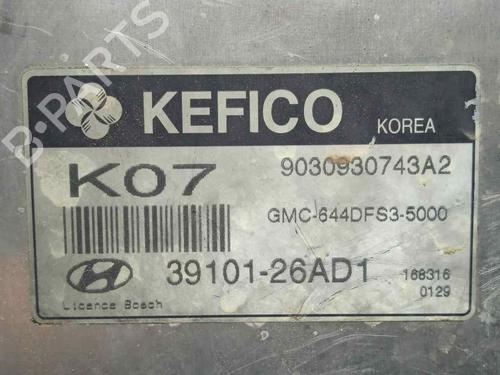 B-PARTS
KEFICO
KOREA
K07
9030930743A2
GMC-644DFS3-5000
39101-26AD1
168316
0129
Licence Bosch